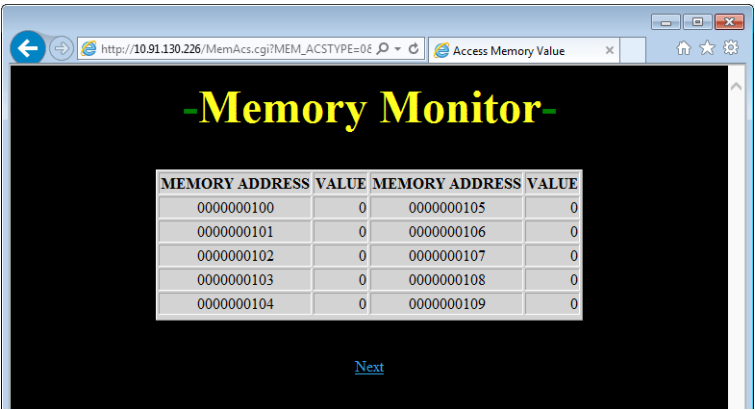 http://10.91.130.226/MemAcs.cgi?MEM_ACSTYPE=0&
Access Memory Value
-Memory Monitor-
MEMORY ADDRESS VALUE MEMORY ADDRESS VALUE
0000000100 0 0000000105 0
0000000101 0 0000000106 0
0000000102 0 0000000107 0
0000000103 0 0000000108 0
0000000104 0 0000000109 0
Next